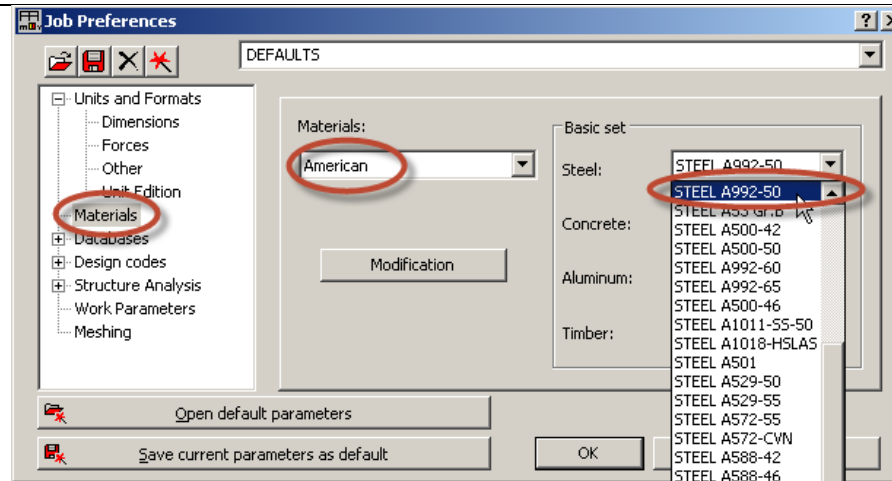 Job Preferences
DEFAULTS
Units and Formats
Dimensions
Forces
Other
Unit Edition
Materials
Databases
Design codes
Structure Analysis
Work Parameters
Meshing
Materials:
American
Modification
Basic set
Steel:
STEEL A992-50
Concrete:
Aluminum:
Timber:
STEEL A992-50
STEEL A53 Gr.B
STEEL A500-42
STEEL A500-50
STEEL A992-60
STEEL A992-65
STEEL A500-46
STEEL A1011-SS-50
STEEL A1018-HSLAS
STEEL A501
STEEL A529-50
STEEL A529-55
STEEL A572-55
STEEL A572-CVN
STEEL A588-42
STEEL A588-46
Open default parameters
Save current parameters as default
OK